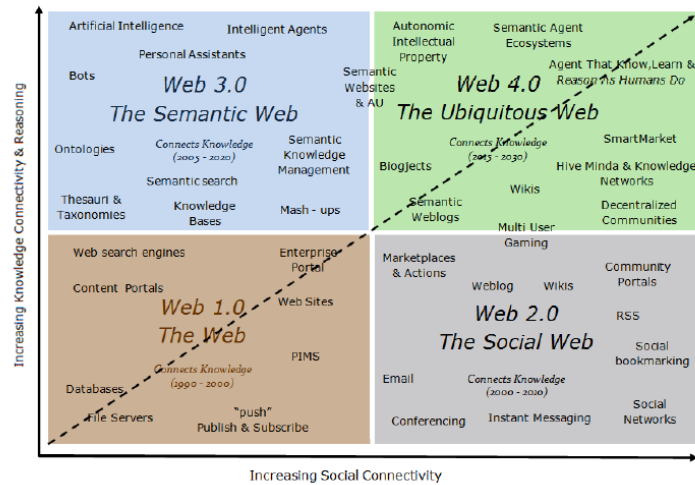 Increasing Knowledge Connectivity & Reasoning
Artificial Intelligence
Intelligent Agents
Personal Assistants
Bots
Web 3.0
The Semantic Web
Ontologies
Connects Knowledge
(2005 - 2020)
Semantic
Knowledge
Management
Semantic search
Thesauri &
Taxonomies
Knowledge
Bases
Mash - ups
Semantic
Websites
& AU
Autonomic
Intellectual
Property
Semantic Agent
Ecosystems
Agent That Know,Learn &
Reason As Humans Do
Web 4.0
The Ubiquitous Web
Connects Knowledge
(2015 - 2030)
SmartMarket
Biogjects
Hive Minda & Knowledge
Networks
Wikis
Semantic
Weblogs
Decentralized
Communities
Multi User
Gaming
Web search engines
Enterprise
Portal
Content Portals
Web Sites
Web 1.0
The Web
PIMS
Connects Knowledge
(1990 - 2000)
Databases
File Servers
"push"
Publish & Subscribe
Marketplaces
& Actions
Community
Portals
Weblog
Wikis
RSS
Web 2.0
The Social Web
Social
bookmarking
Email
Connects Knowledge
Conferencing
Instant Messaging
Social
Networks
Increasing Social Connectivity